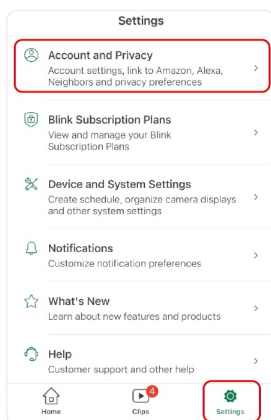 Settings
Account and Privacy
Account settings, link to Amazon, Alexa,
Neighbors and privacy preferences
Blink Subscription Plans
View and manage your Blink
Subscription Plans
Device and System Settings
Create schedule, organize camera displays
and other system settings
Notifications
Customize notification preferences
What's New
Learn about new features and products
Help
Customer support and other help
4
Home
Clips
Settings